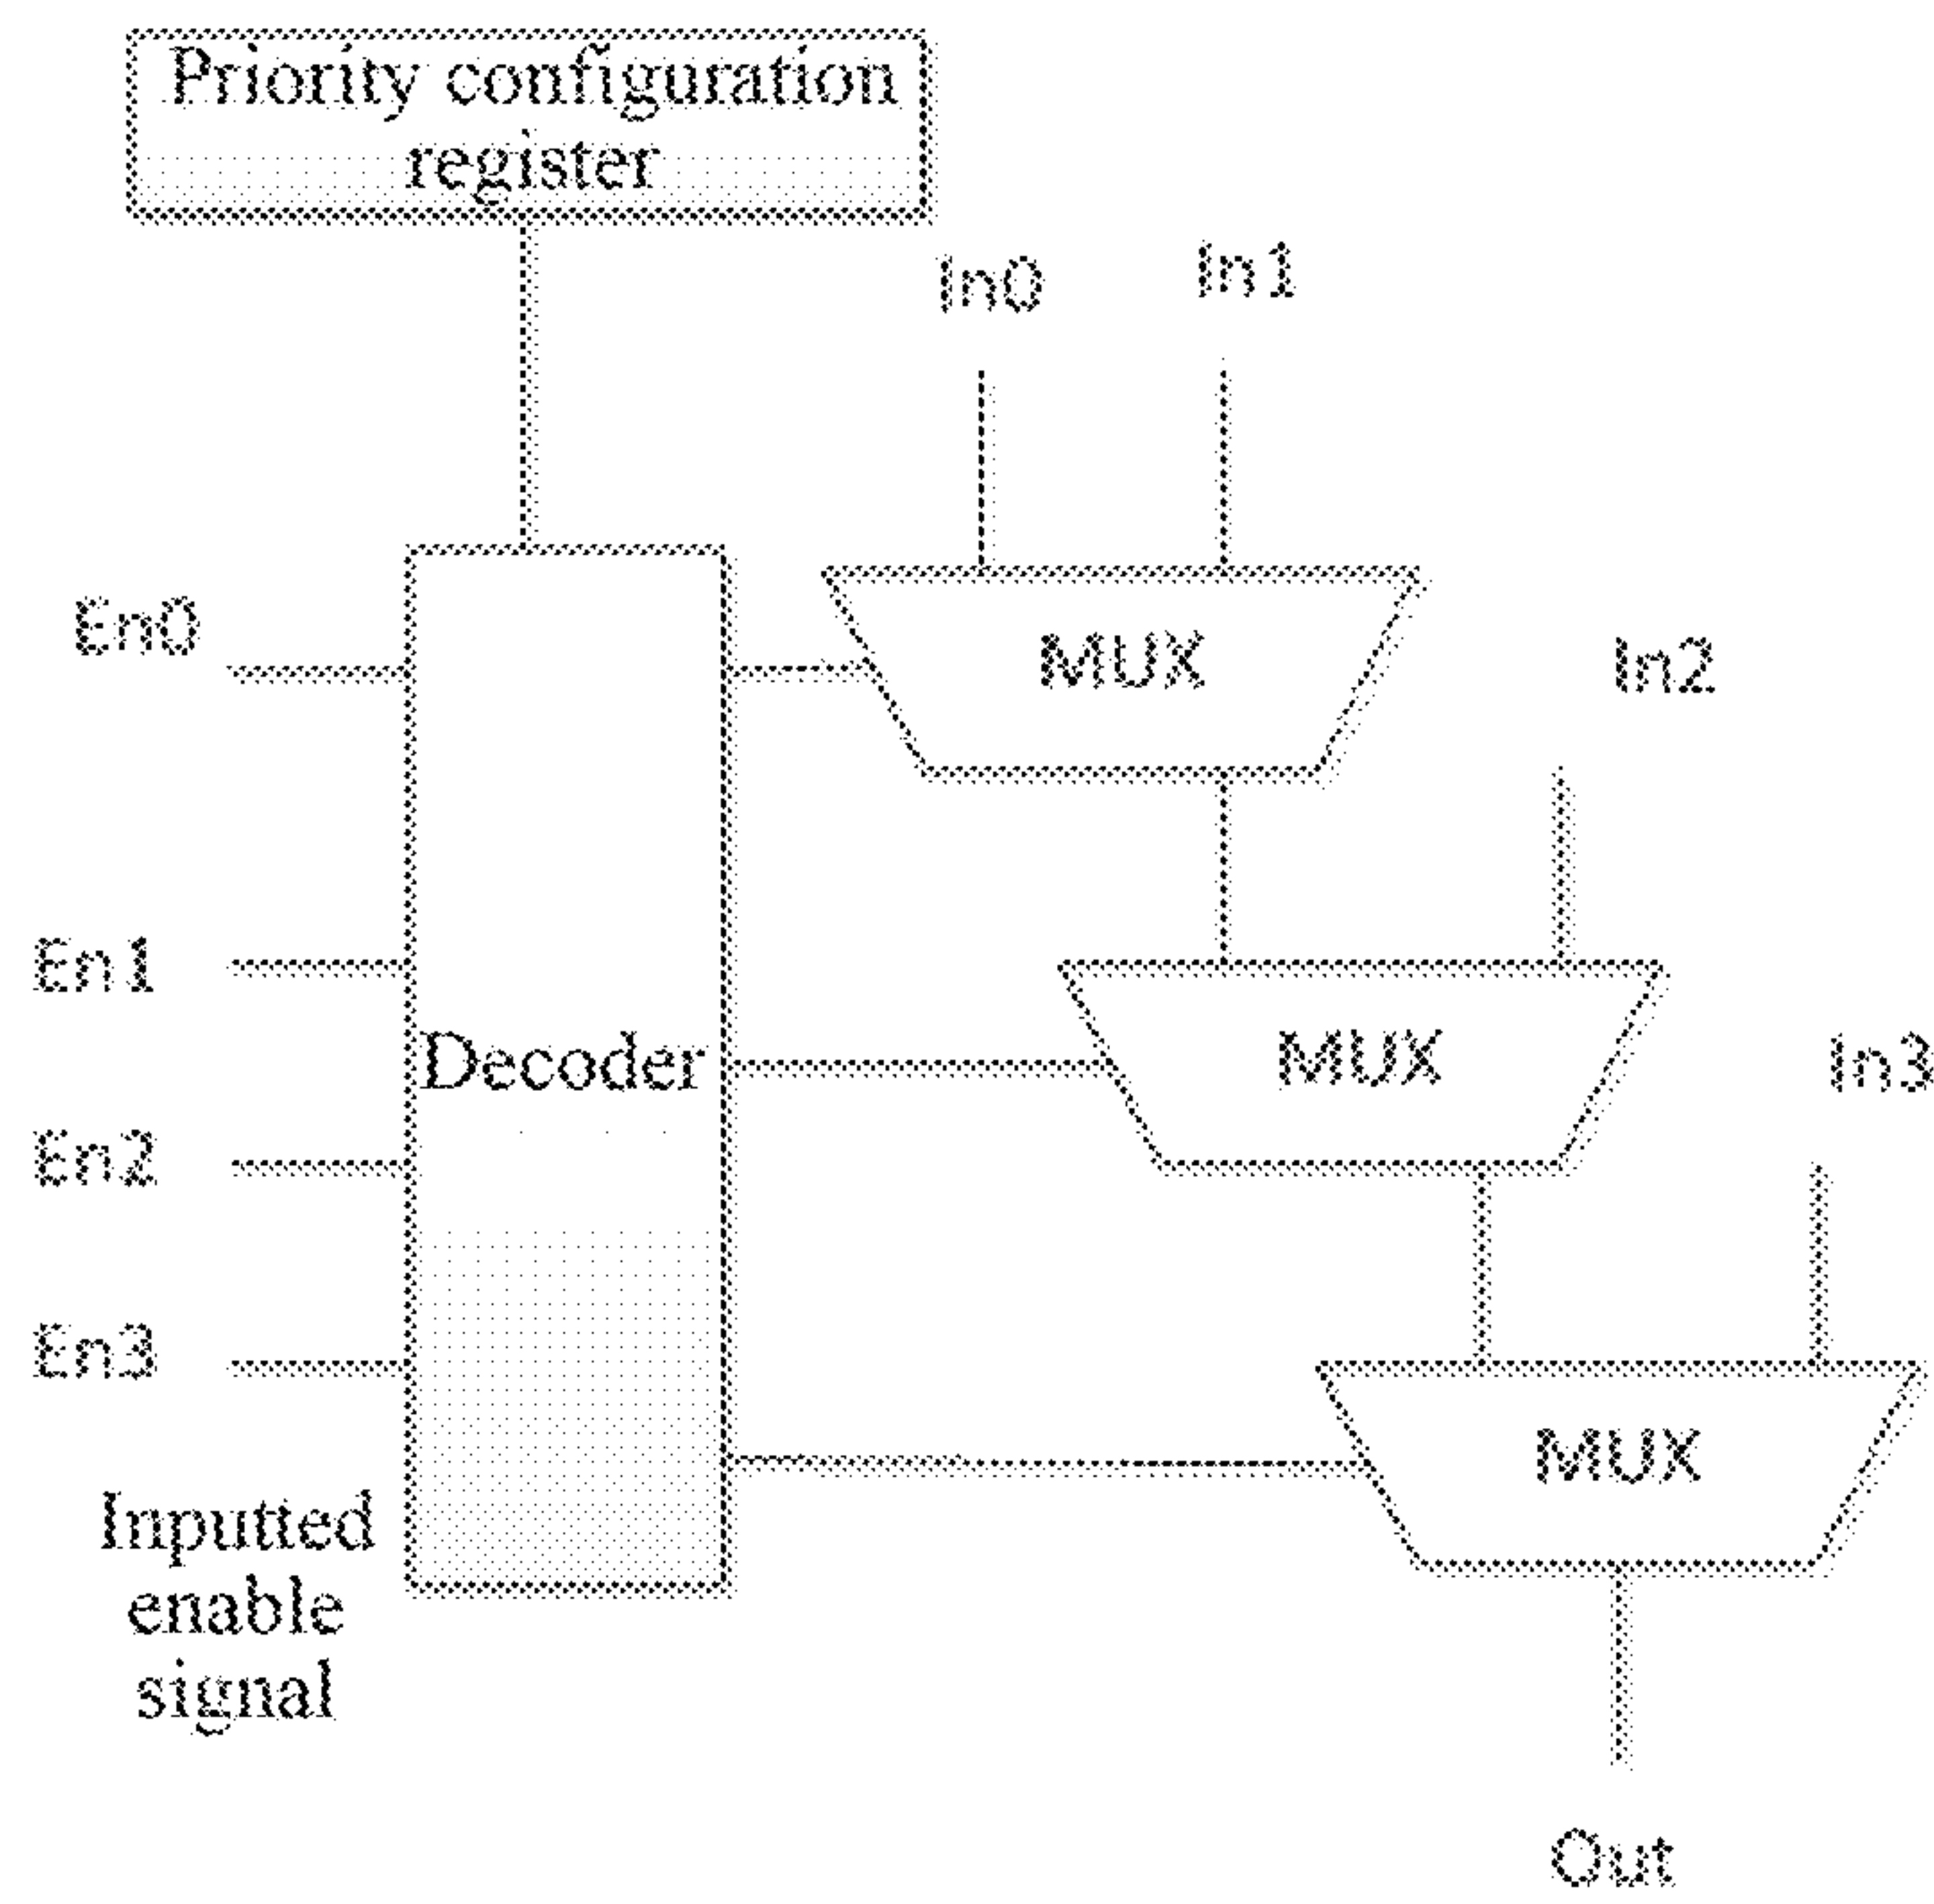 Priority configuration
register
In0
In1
En0
MUX
In2
En1
Decoder
MUX
In3
En2
En3
MUX
Inputted
enable
signal
Out